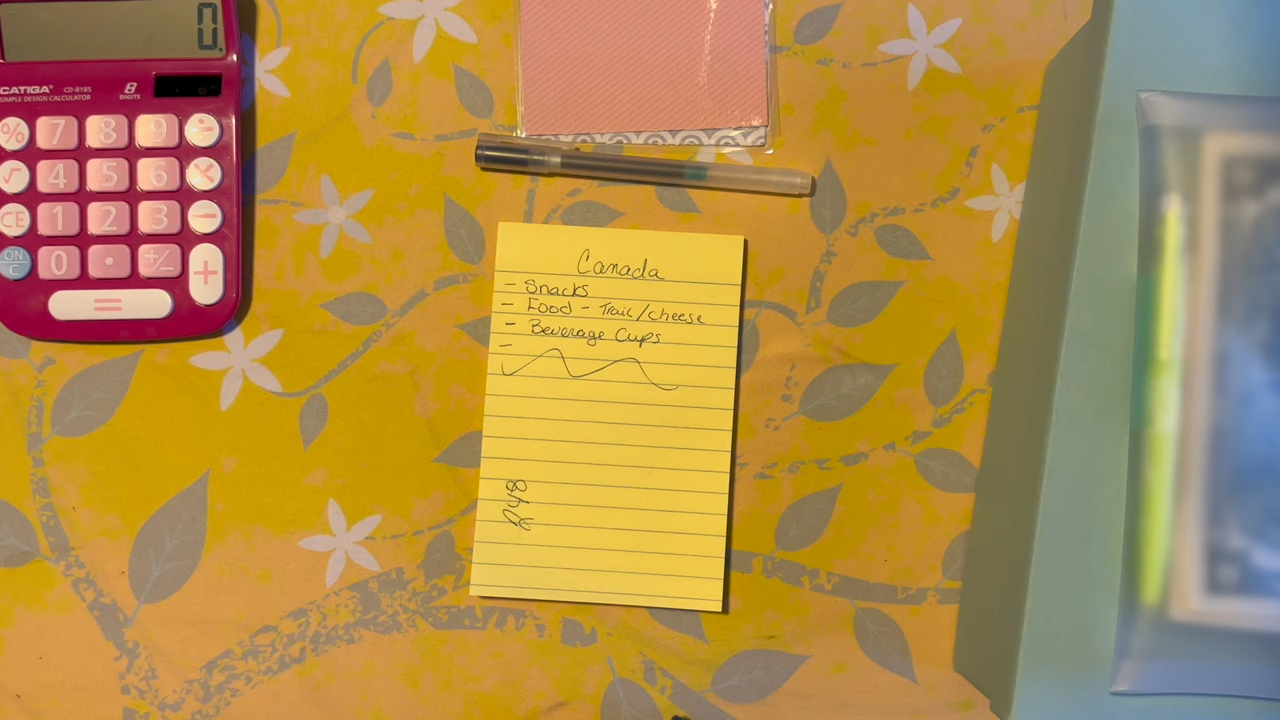 0.
CATIGA® CD-8185
SIMPLE DESIGN CALCULATOR
8
DIGITS
% 7 8 9 ÷
√ 4 5 6 ×
CE 1 2 3 −
ON/C 0 • +/− +
=
Canada
- Snacks
- Food - Trail/cheese
- Beverage Cups
-